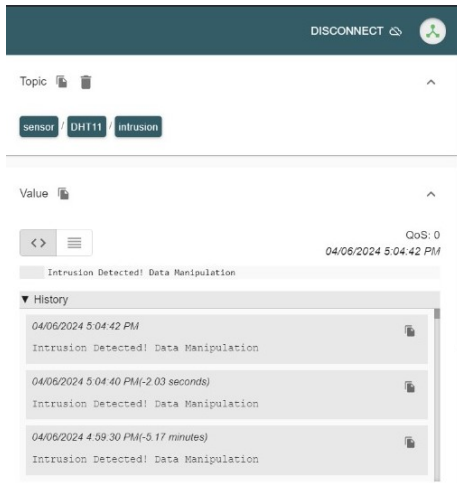 DISCONNECT
Topic
sensor / DHT11 / intrusion
Value
QoS: 0
04/06/2024 5:04:42 PM
Intrusion Detected! Data Manipulation
▼ History
04/06/2024 5:04:42 PM
Intrusion Detected! Data Manipulation
04/06/2024 5:04:40 PM(-2.03 seconds)
Intrusion Detected! Data Manipulation
04/06/2024 4:59:30 PM(-5.17 minutes)
Intrusion Detected! Data Manipulation